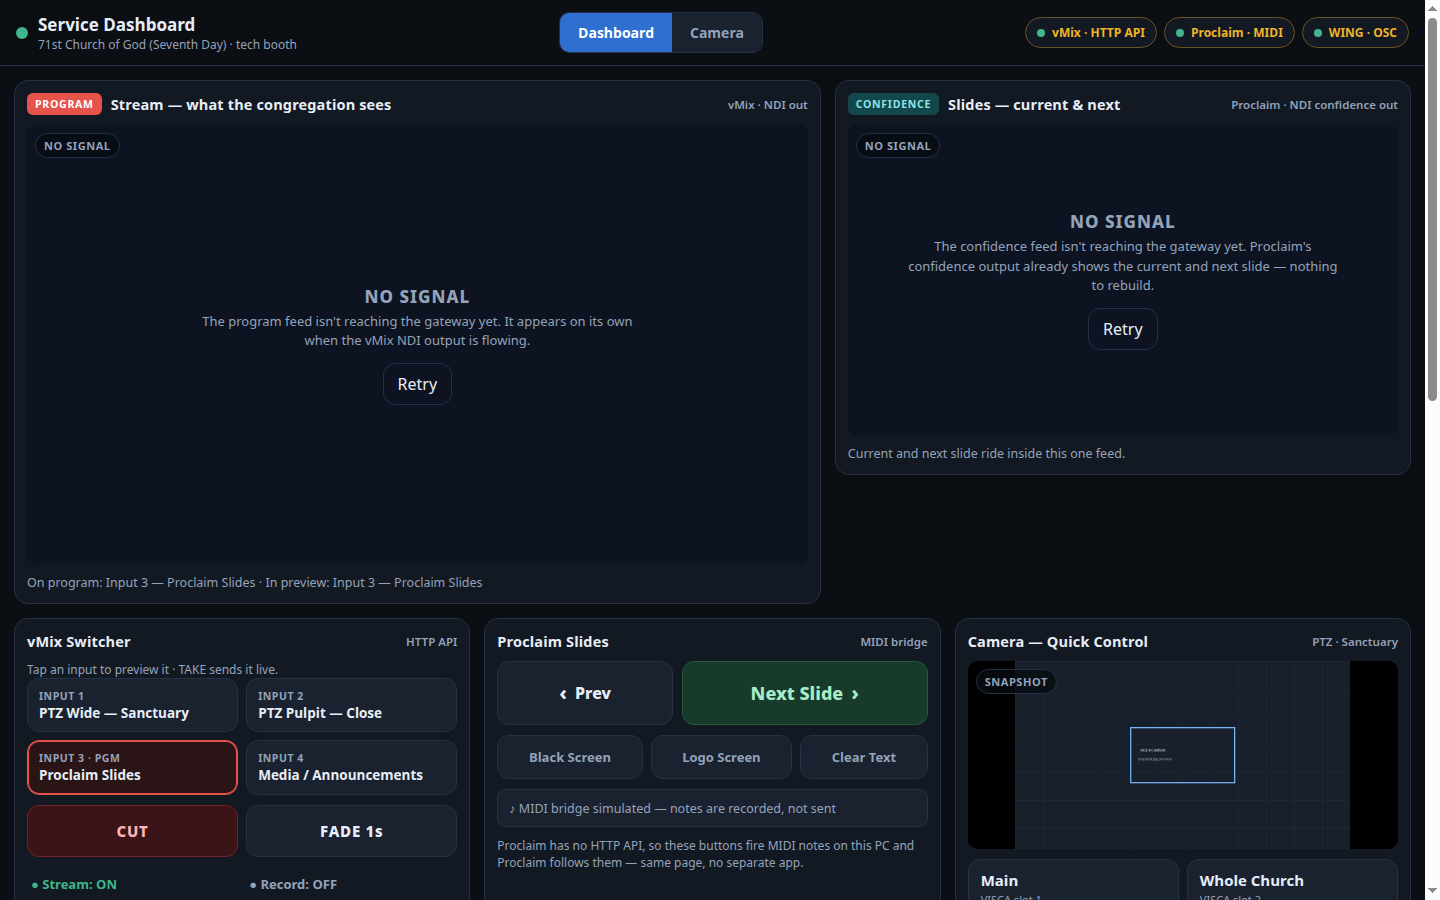 Service Dashboard
71st Church of God (Seventh Day) · tech booth
Dashboard
Camera
vMix · HTTP API
Proclaim · MIDI
WING · OSC
PROGRAM
Stream — what the congregation sees
vMix · NDI out
NO SIGNAL
NO SIGNAL
The program feed isn't reaching the gateway yet. It appears on its own
when the vMix NDI output is flowing.
Retry
On program: Input 3 — Proclaim Slides · In preview: Input 3 — Proclaim Slides
CONFIDENCE
Slides — current & next
Proclaim · NDI confidence out
NO SIGNAL
NO SIGNAL
The confidence feed isn't reaching the gateway yet. Proclaim's
confidence output already shows the current and next slide — nothing
to rebuild.
Retry
Current and next slide ride inside this one feed.
vMix Switcher
HTTP API
Tap an input to preview it · TAKE sends it live.
INPUT 1
PTZ Wide — Sanctuary
INPUT 2
PTZ Pulpit — Close
INPUT 3 · PGM
Proclaim Slides
INPUT 4
Media / Announcements
CUT
FADE 1s
● Stream: ON
● Record: OFF
Proclaim Slides
MIDI bridge
‹ Prev
Next Slide ›
Black Screen
Logo Screen
Clear Text
♪ MIDI bridge simulated — notes are recorded, not sent
Proclaim has no HTTP API, so these buttons fire MIDI notes on this PC and
Proclaim follows them — same page, no separate app.
Camera — Quick Control
PTZ · Sanctuary
SNAPSHOT
Main
VISCA slot 1
Whole Church
VISCA slot 2